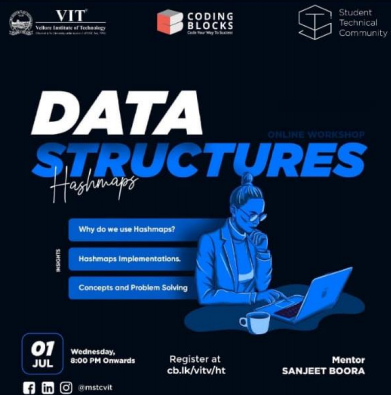 VIT
Vellore Institute of Technology
CODING
BLOCKS
Code Your Way To Success
Student
Technical
Community
DATA
ONLINE WORKSHOP
STRUCTURES
Hashmaps
INSIGHTS
Why do we use Hashmaps?
Hashmaps Implementations.
Concepts and Problem Solving
01
JUL
Wednesday,
8:00 PM Onwards
Register at
cb.lk/vitv/ht
Mentor
SANJEET BOORA
@mstcvit